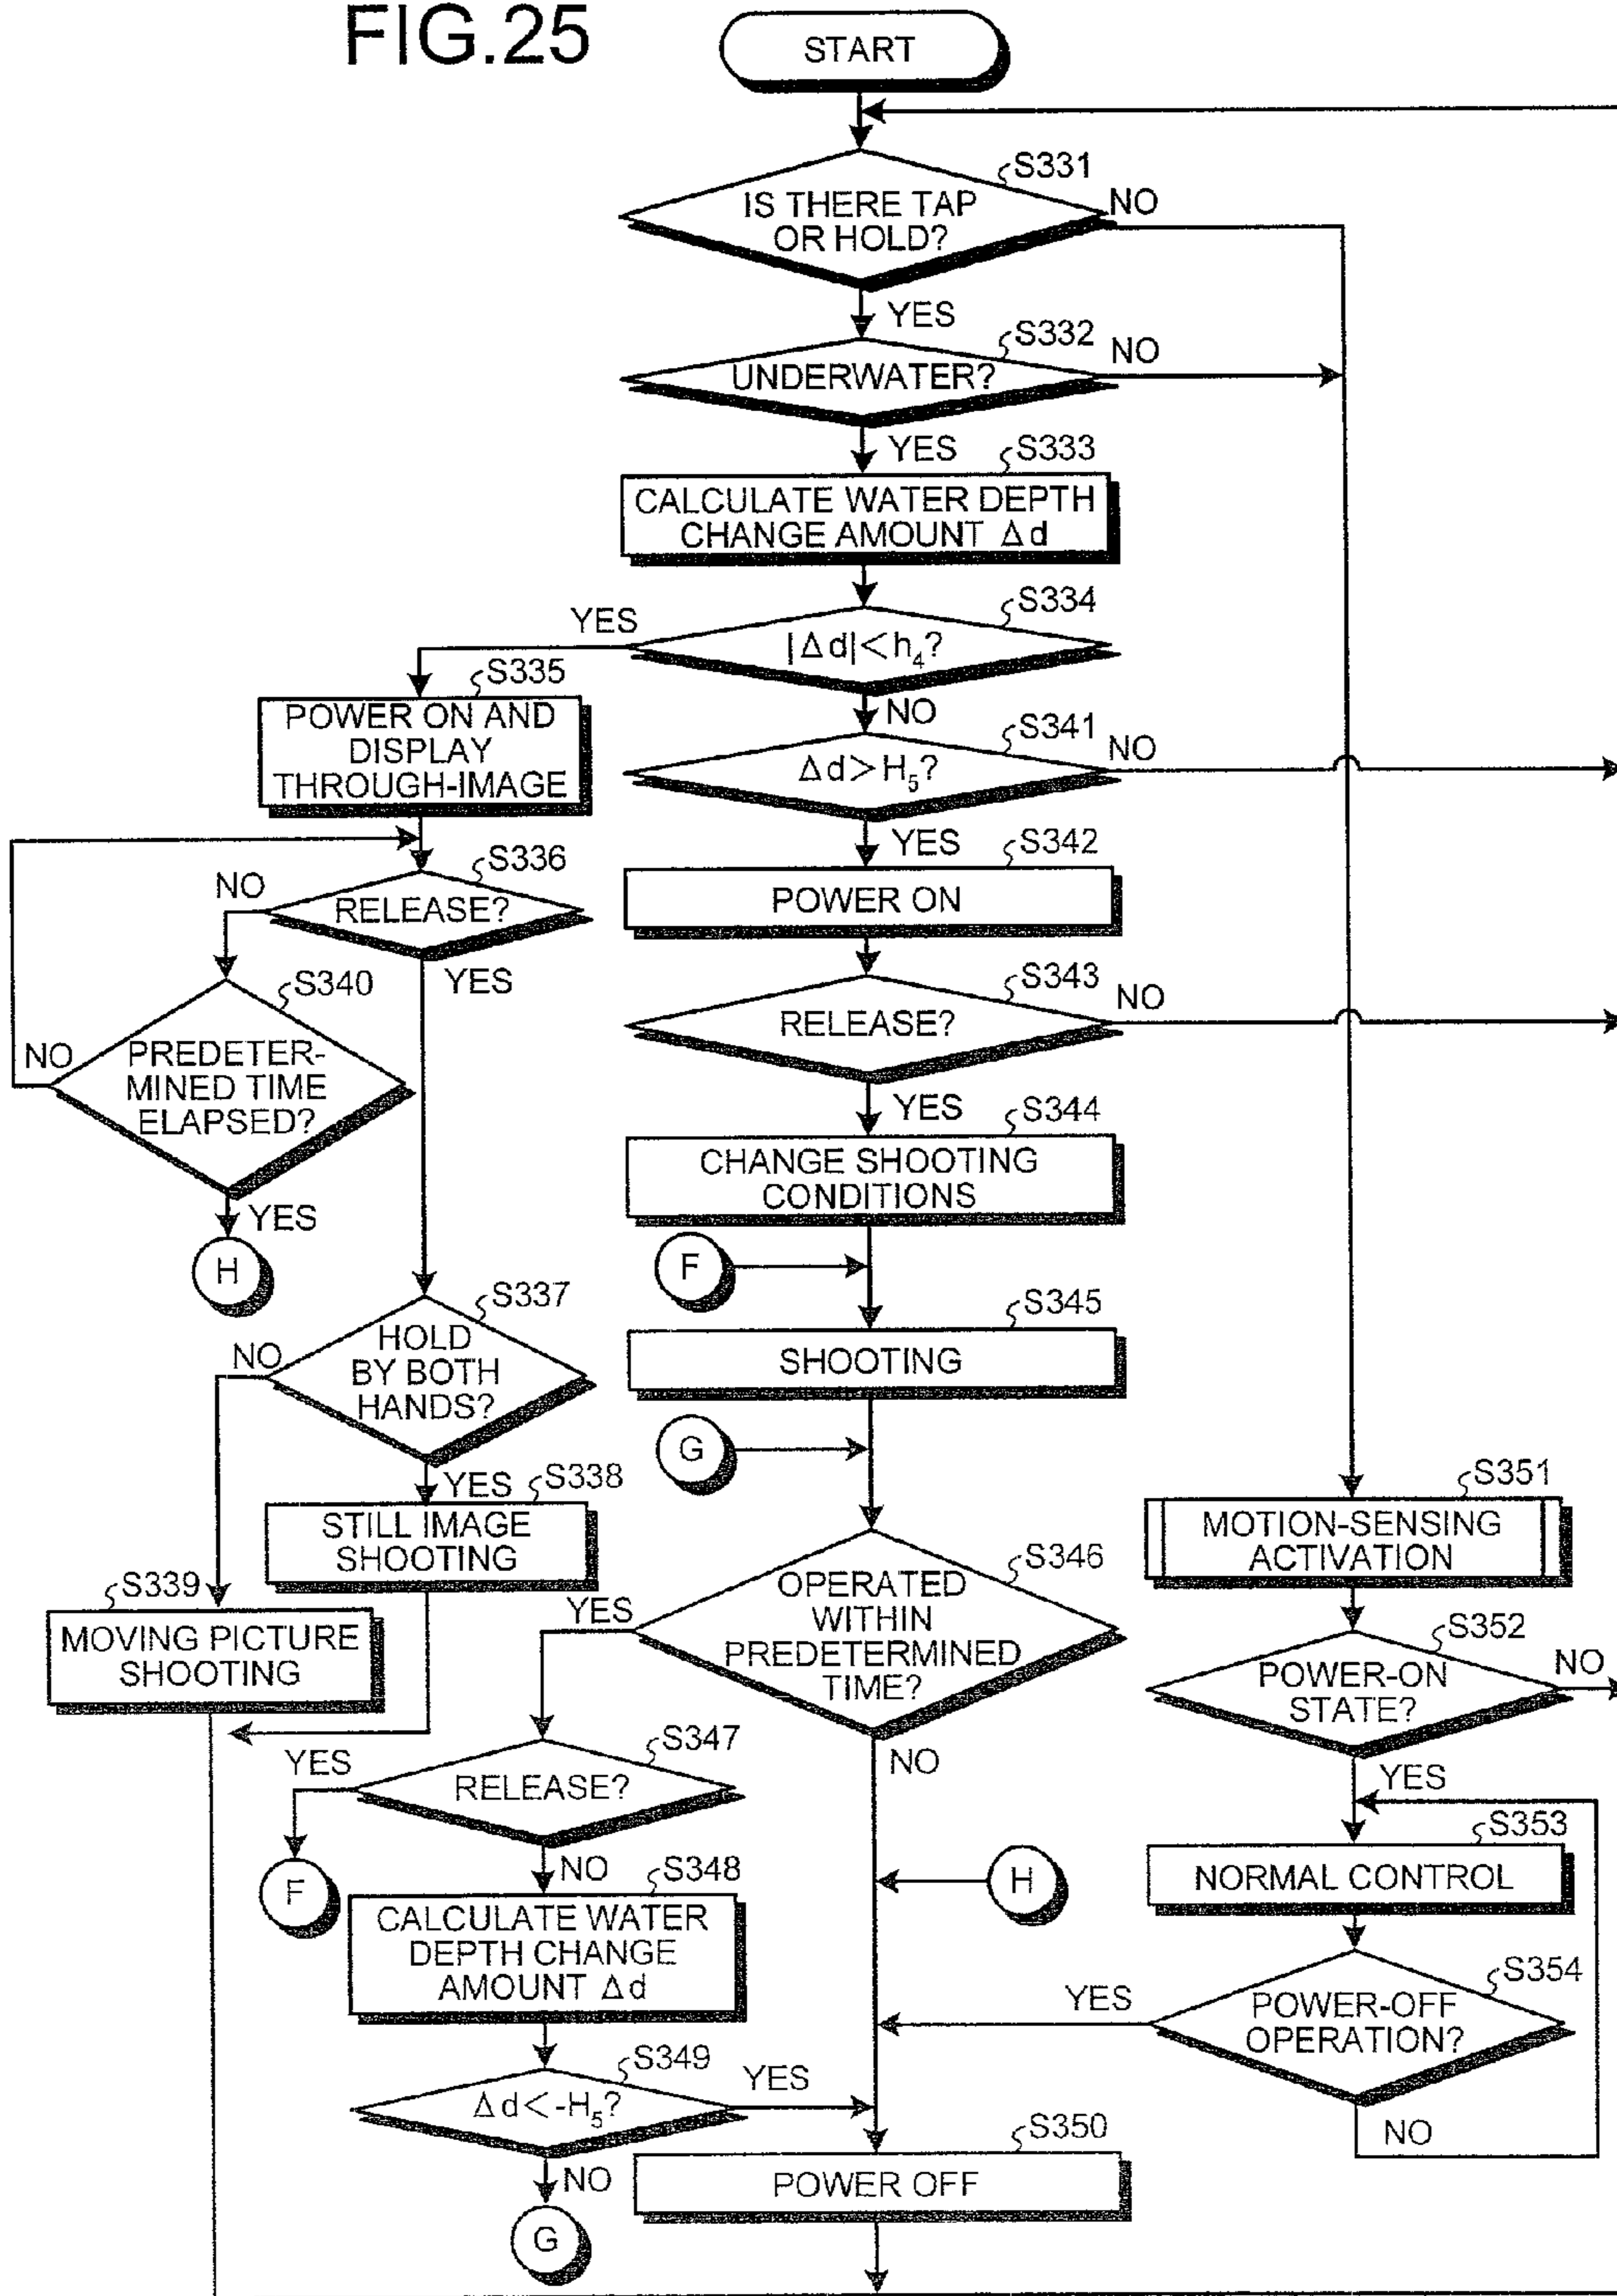 FIG.25
START
S331
IS THERE TAP
OR HOLD?
NO
YES
S332
UNDERWATER?
NO
YES
S333
CALCULATE WATER DEPTH
CHANGE AMOUNT Δd
S334
|Δd|<h₄?
YES
NO
S335
POWER ON AND
DISPLAY
THROUGH-IMAGE
S341
Δd>H₅?
NO
YES
S336
RELEASE?
NO
YES
S342
POWER ON
S340
PREDETER-
MINED TIME
ELAPSED?
NO
YES
H
S343
RELEASE?
NO
YES
S344
CHANGE SHOOTING
CONDITIONS
F
S337
HOLD
BY BOTH
HANDS?
NO
YES
S345
SHOOTING
G
S338
STILL IMAGE
SHOOTING
S339
MOVING PICTURE
SHOOTING
S346
OPERATED
WITHIN
PREDETERMINED
TIME?
YES
NO
S351
MOTION-SENSING
ACTIVATION
S352
POWER-ON
STATE?
NO
YES
S347
RELEASE?
YES
NO
F
H
S353
NORMAL CONTROL
S348
CALCULATE WATER
DEPTH CHANGE
AMOUNT Δd
S354
POWER-OFF
OPERATION?
YES
NO
S349
Δd<-H₅?
YES
NO
G
S350
POWER OFF